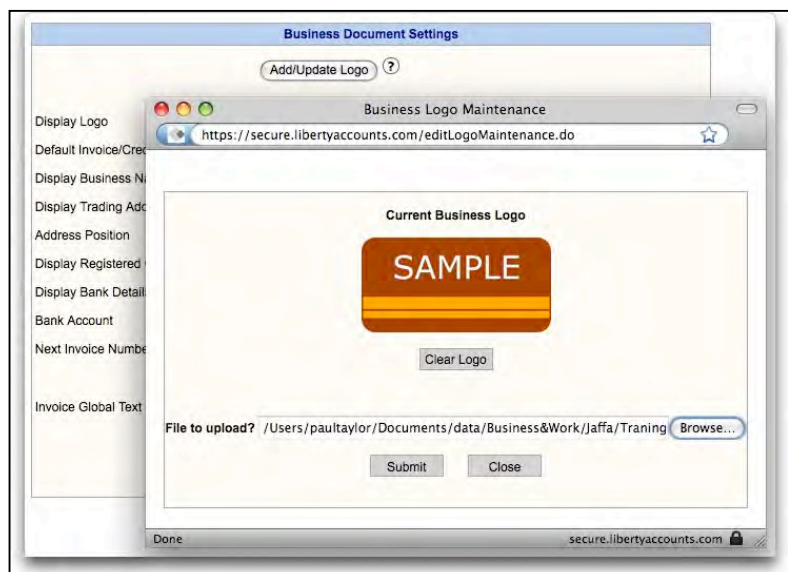 Business Document Settings
Add/Update Logo ?
Display Logo
Default Invoice/Cred
Display Business Na
Display Trading Add
Address Position
Display Registered
Display Bank Detail
Bank Account
Next Invoice Numbe
Invoice Global Text
Business Logo Maintenance
https://secure.libertyaccounts.com/editLogoMaintenance.do
Current Business Logo
SAMPLE
Clear Logo
File to upload? /Users/paultaylor/Documents/data/Business&Work/Jaffa/Traning Browse...
Submit Close
Done secure.libertyaccounts.com